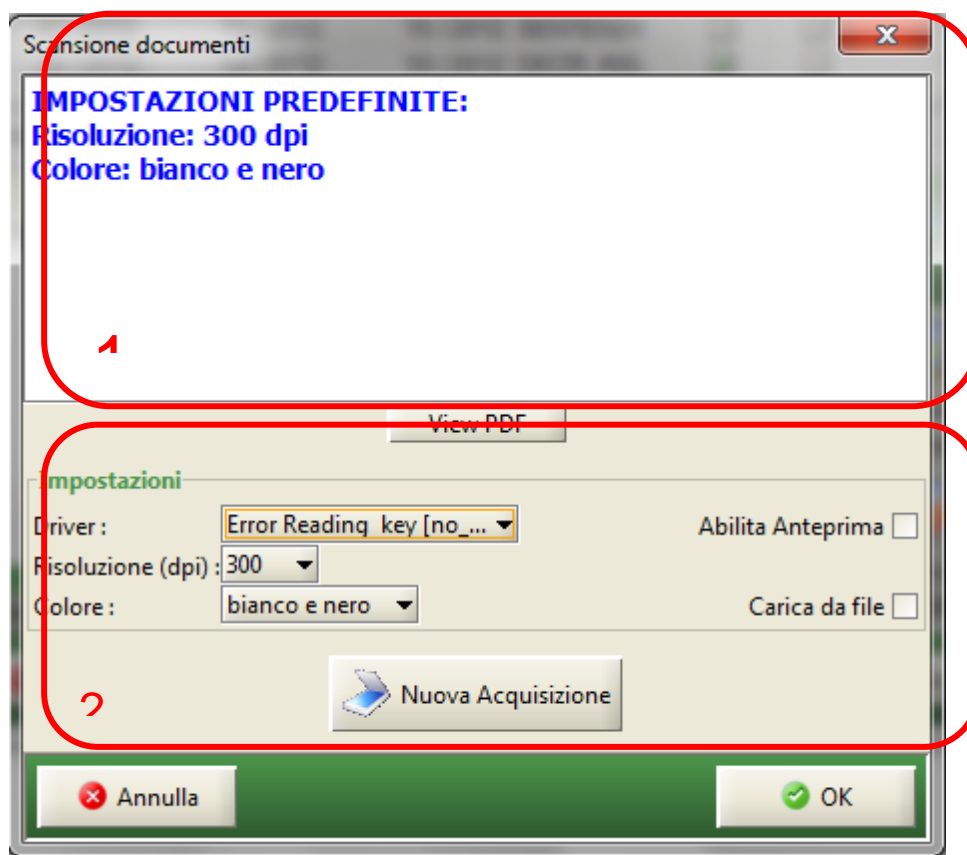 Scansione documenti
IMPOSTAZIONI PREDEFINITE:
Risoluzione: 300 dpi
Colore: bianco e nero
1
View PDF
Impostazioni
Driver :
Error Reading key [no_...
Abilita Anteprima
Risoluzione (dpi) :
300
Colore :
bianco e nero
Carica da file
2
Nuova Acquisizione
Annulla
OK